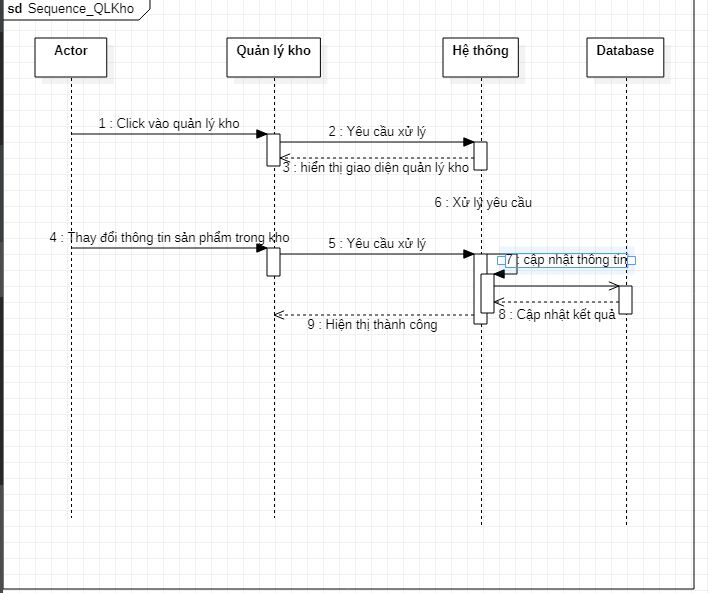 sd Sequence_QLKho
Actor
Quản lý kho
Hệ thống
Database
1 : Click vào quản lý kho
2 : Yêu cầu xử lý
3 : hiển thị giao diện quản lý kho
6 : Xử lý yêu cầu
4 : Thay đổi thông tin sản phẩm trong kho
5 : Yêu cầu xử lý
7 : cập nhật thông tin
8 : Cập nhật kết quả
9 : Hiện thị thành công